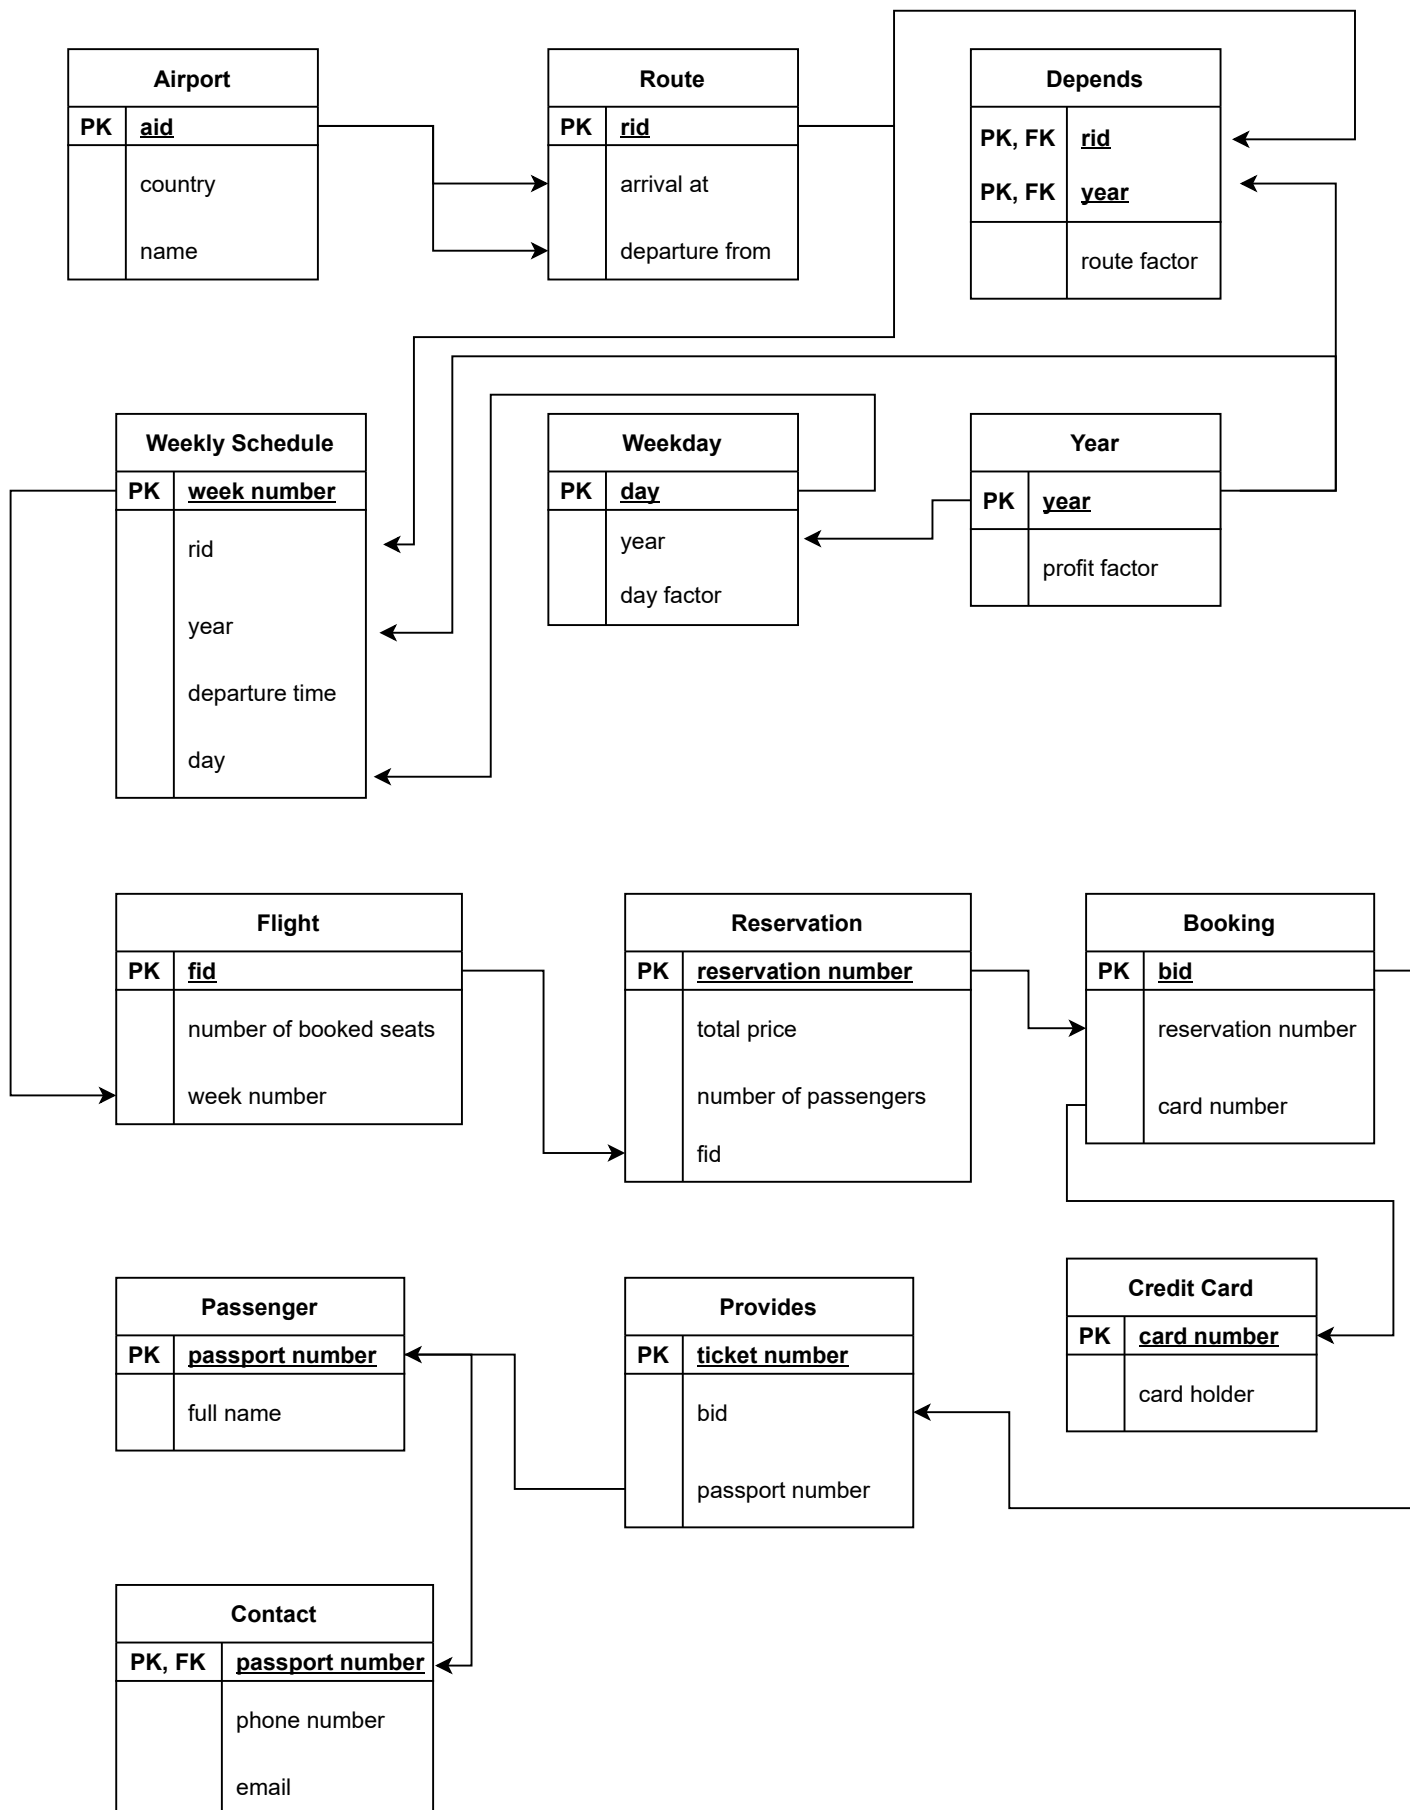 Airport
PK aid
country
name
Route
PK rid
arrival at
departure from
Depends
PK, FK rid
PK, FK year
route factor
Weekly Schedule
PK week number
rid
year
departure time
day
Weekday
PK day
year
day factor
Year
PK year
profit factor
Flight
PK fid
number of booked seats
week number
Reservation
PK reservation number
total price
number of passengers
fid
Booking
PK bid
reservation number
card number
Passenger
PK passport number
full name
Provides
PK ticket number
bid
passport number
Credit Card
PK card number
card holder
Contact
PK, FK passport number
phone number
email